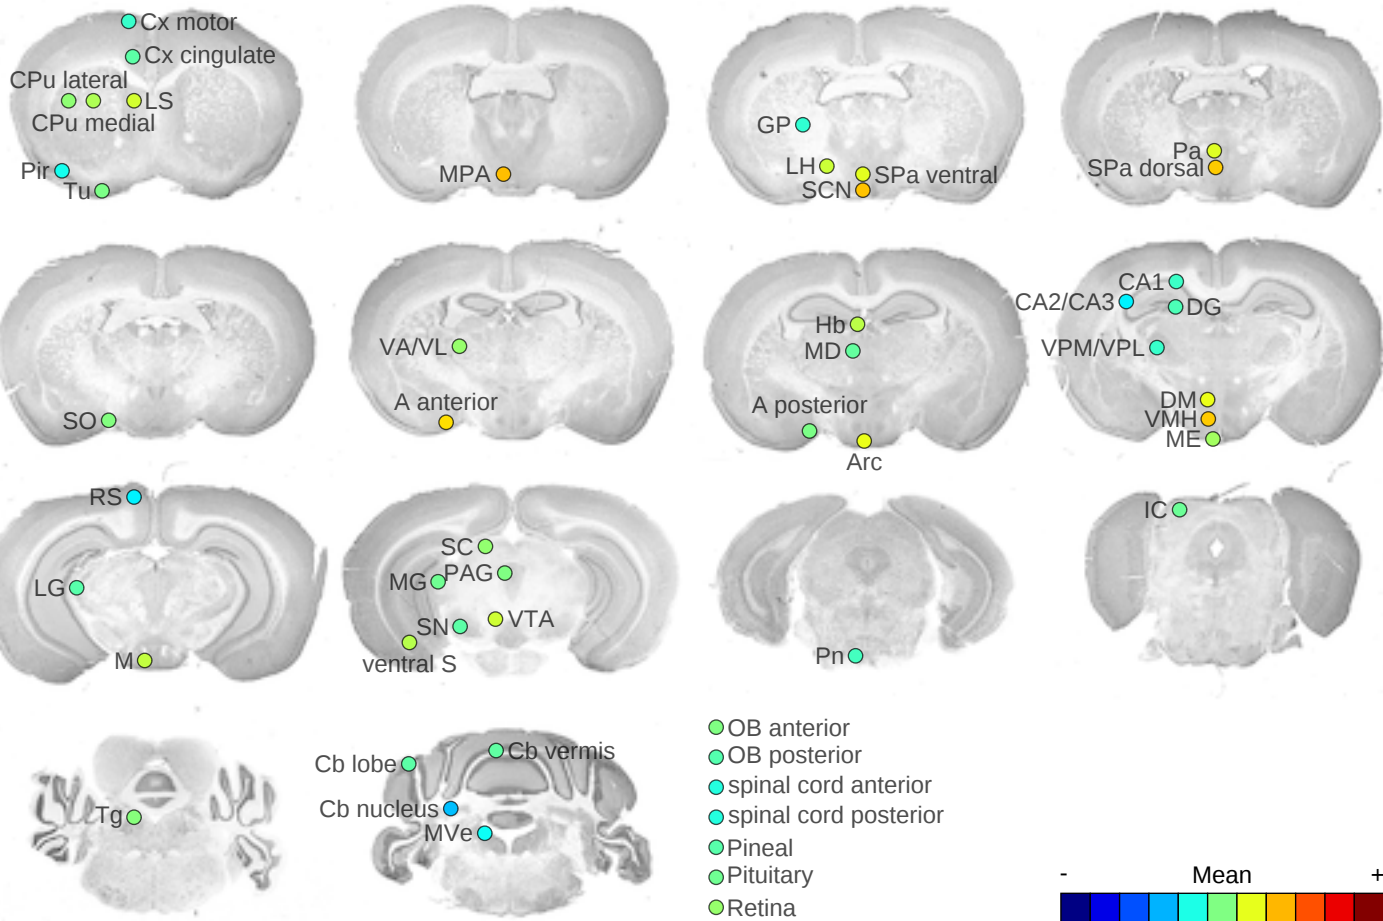 Cx motor
Cx cingulate
CPu lateral
LS
CPu medial
Pir
Tu
MPA
GP
LH
SPa ventral
SCN
Pa
SPa dorsal
SO
VA/VL
A anterior
Hb
MD
A posterior
Arc
CA1
CA2/CA3
DG
VPM/VPL
DM
VMH
ME
RS
LG
M
SC
MG
PAG
SN
VTA
ventral S
Pn
IC
Tg
Cb lobe
Cb vermis
Cb nucleus
MVe
OB anterior
OB posterior
spinal cord anterior
spinal cord posterior
Pineal
Pituitary
Retina
- Mean +